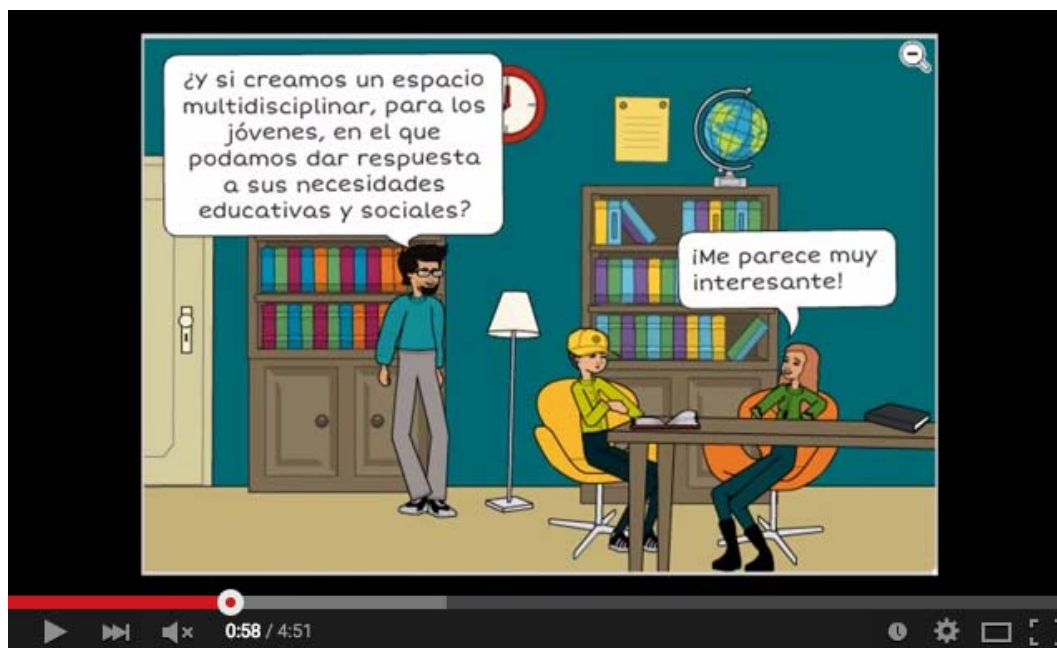 ¿Y si creamos un espacio
multidisciplinar, para los
jóvenes, en el que
podamos dar respuesta
a sus necesidades
educativas y sociales?
¡Me parece muy
interesante!
0:58 / 4:51